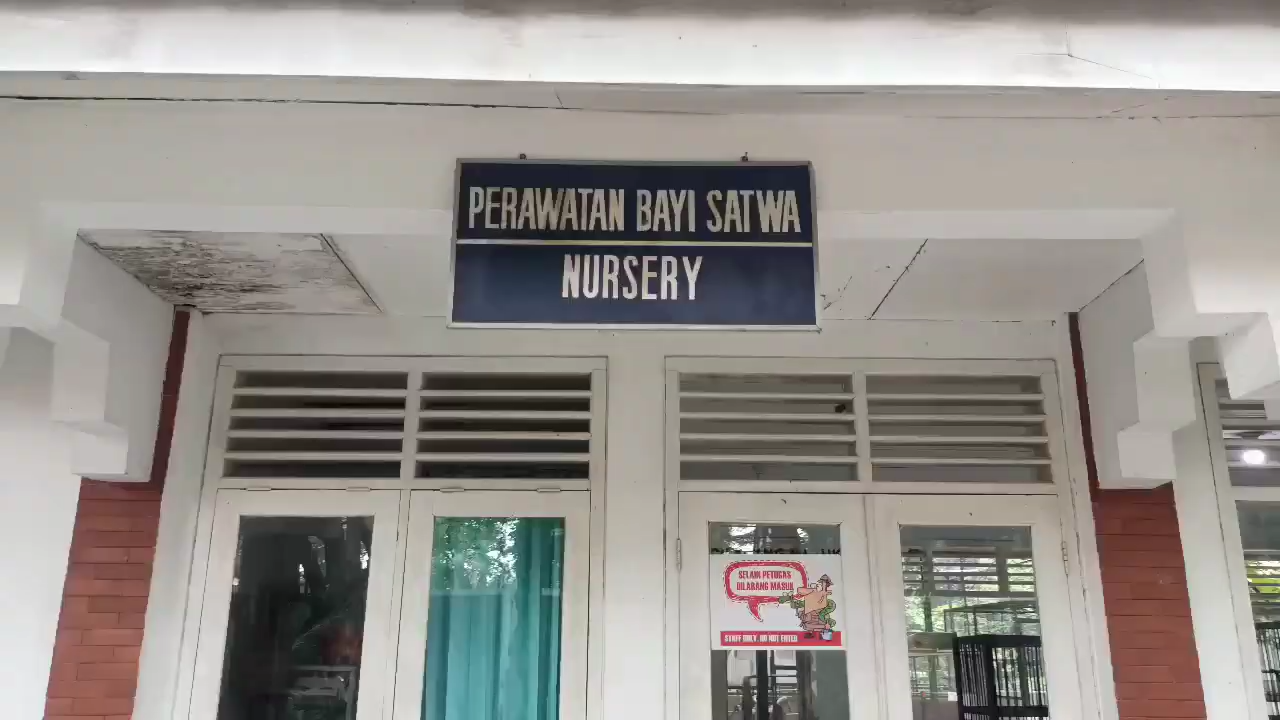 PERAWATAN BAYI SATWA
NURSERY
SELAIN PETUGAS
DILARANG MASUK
STAFF ONLY, DO NOT ENTER